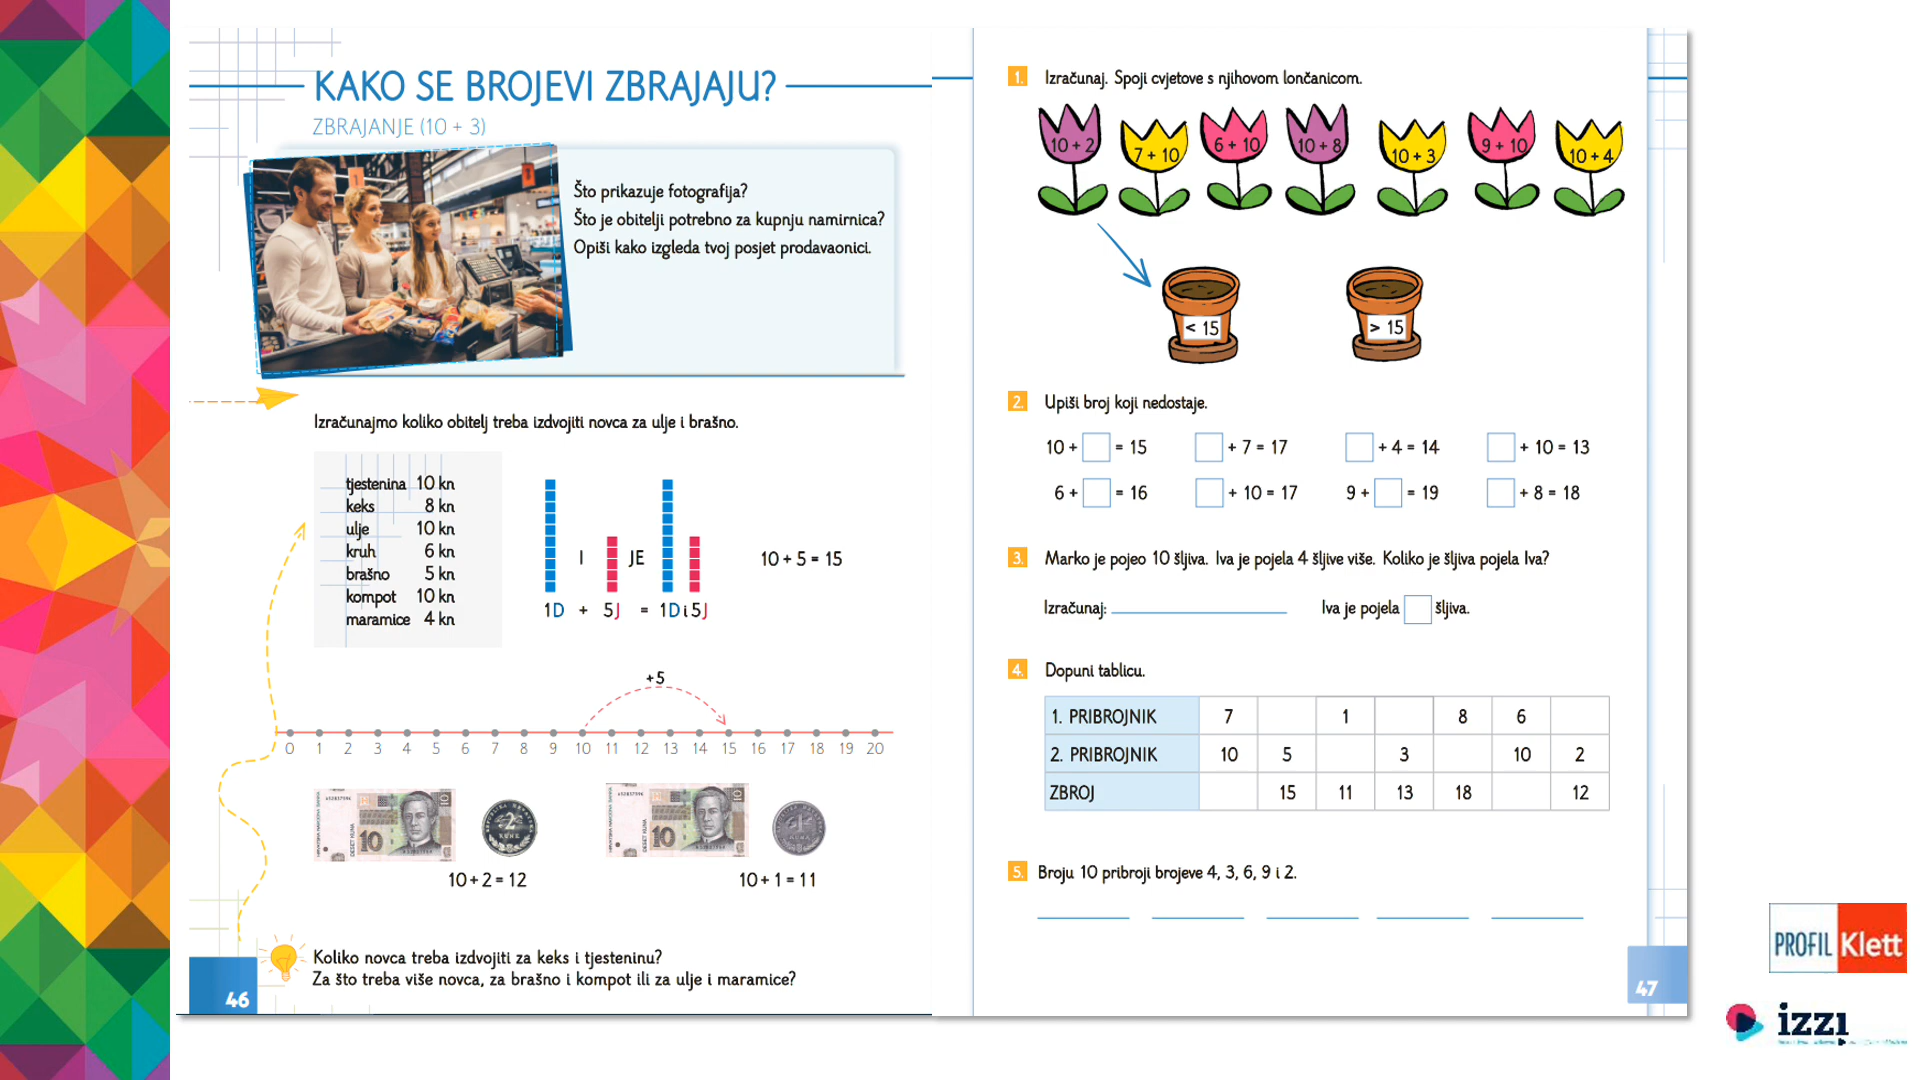 KAKO SE BROJEVI ZBRAJAJU?
ZBRAJANJE (10 + 3)
Što prikazuje fotografija?
Što je obitelji potrebno za kupnju namirnica?
Opiši kako izgleda tvoj posjet prodavaonici.
Izračunajmo koliko obitelj treba izdvojiti novca za ulje i brašno.
tjestenina 10 kn
keks 8 kn
ulje 10 kn
kruh 6 kn
brašno 5 kn
kompot 10 kn
maramice 4 kn
I JE 10 + 5 = 15
1D + 5J = 1D i 5J
+5
0 1 2 3 4 5 6 7 8 9 10 11 12 13 14 15 16 17 18 19 20
10 + 2 = 12 10 + 1 = 11
Koliko novca treba izdvojiti za keks i tjesteninu?
Za što treba više novca, za brašno i kompot ili za ulje i maramice?
46
1. Izračunaj. Spoji cvjetove s njihovom lončanicom.
10 + 2 7 + 10 6 + 10 10 + 8 10 + 3 9 + 10 10 + 4
< 15 > 15
2. Upiši broj koji nedostaje.
10 + = 15 + 7 = 17 + 4 = 14 + 10 = 13
6 + = 16 + 10 = 17 9 + = 19 + 8 = 18
3. Marko je pojeo 10 šljiva. Iva je pojela 4 šljive više. Koliko je šljiva pojela Iva?
Izračunaj: Iva je pojela šljiva.
4. Dopuni tablicu.
1. PRIBROJNIK 7 1 8 6
2. PRIBROJNIK 10 5 3 10 2
ZBROJ 15 11 13 18 12
5. Broju 10 pribroji brojeve 4, 3, 6, 9 i 2.
47
PROFIL Klett
izzi